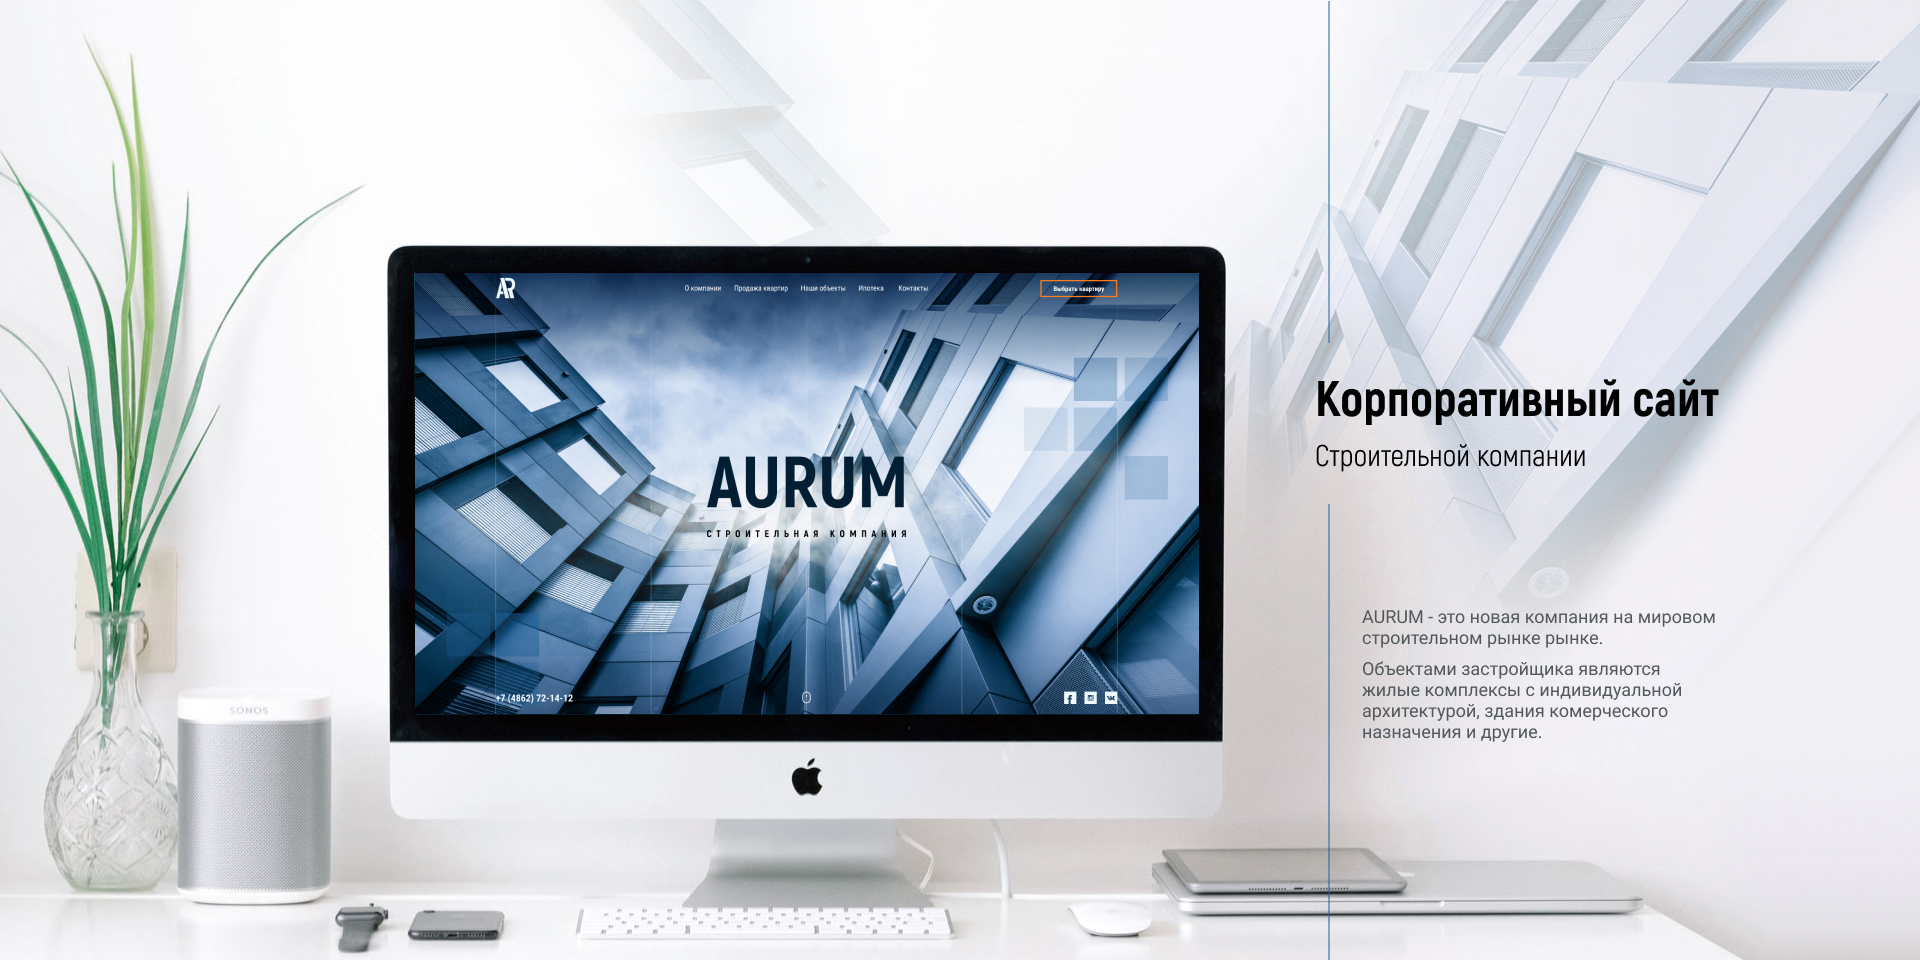 AR
О компании Продажа квартир Наши объекты Ипотека Контакты
Выбрать квартиру
AURUM
СТРОИТЕЛЬНАЯ КОМПАНИЯ
+7 (4862) 72-14-12
Корпоративный сайт
Строительной компании
AURUM - это новая компания на мировом
строительном рынке рынке.
Объектами застройщика являются
жилые комплексы с индивидуальной
архитектурой, здания комерческого
назначения и другие.
SONOS